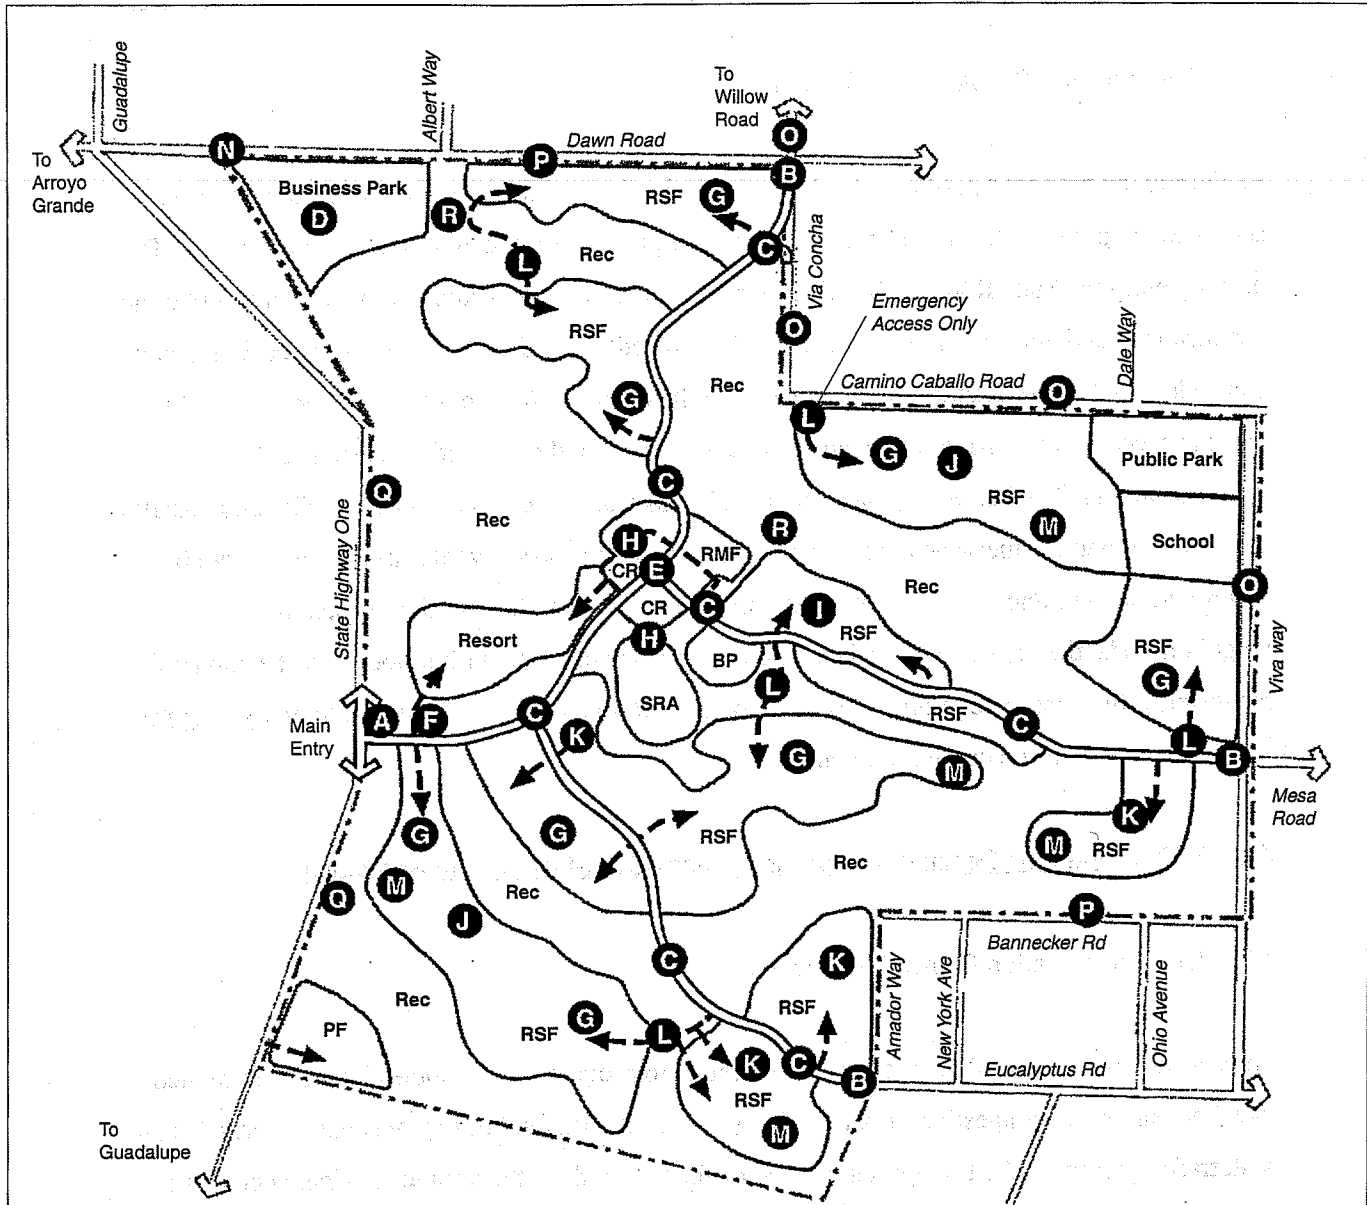 Guadalupe
Albert Way
To
Willow
Road
O
N
Dawn Road
P
To
Arroyo
Grande
B
Business Park
D
R
RSF
G
C
Rec
L
Via Concha
Emergency
Access Only
O
RSF
Dale Way
Rec
Camino Caballo Road
O
G
L
G
J
Public Park
Q
C
RSF
M
State Highway One
Rec
H
RMF
R
School
CR
E
Rec
O
CR
C
I
RSF
Resort
H
BP
RSF
G
Viva way
L
SRA
RSF
Main
Entry
A
F
C
K
C
L
B
G
M
Mesa
Road
G
G
RSF
K
M
RSF
Rec
M
Q
Rec
J
P
Bannecker Rd
C
K
Amador Way
New York Ave
Ohio Avenue
Rec
PF
RSF
G
L
RSF
K
C
B
Eucalyptus Rd
RSF
M
To
Guadalupe